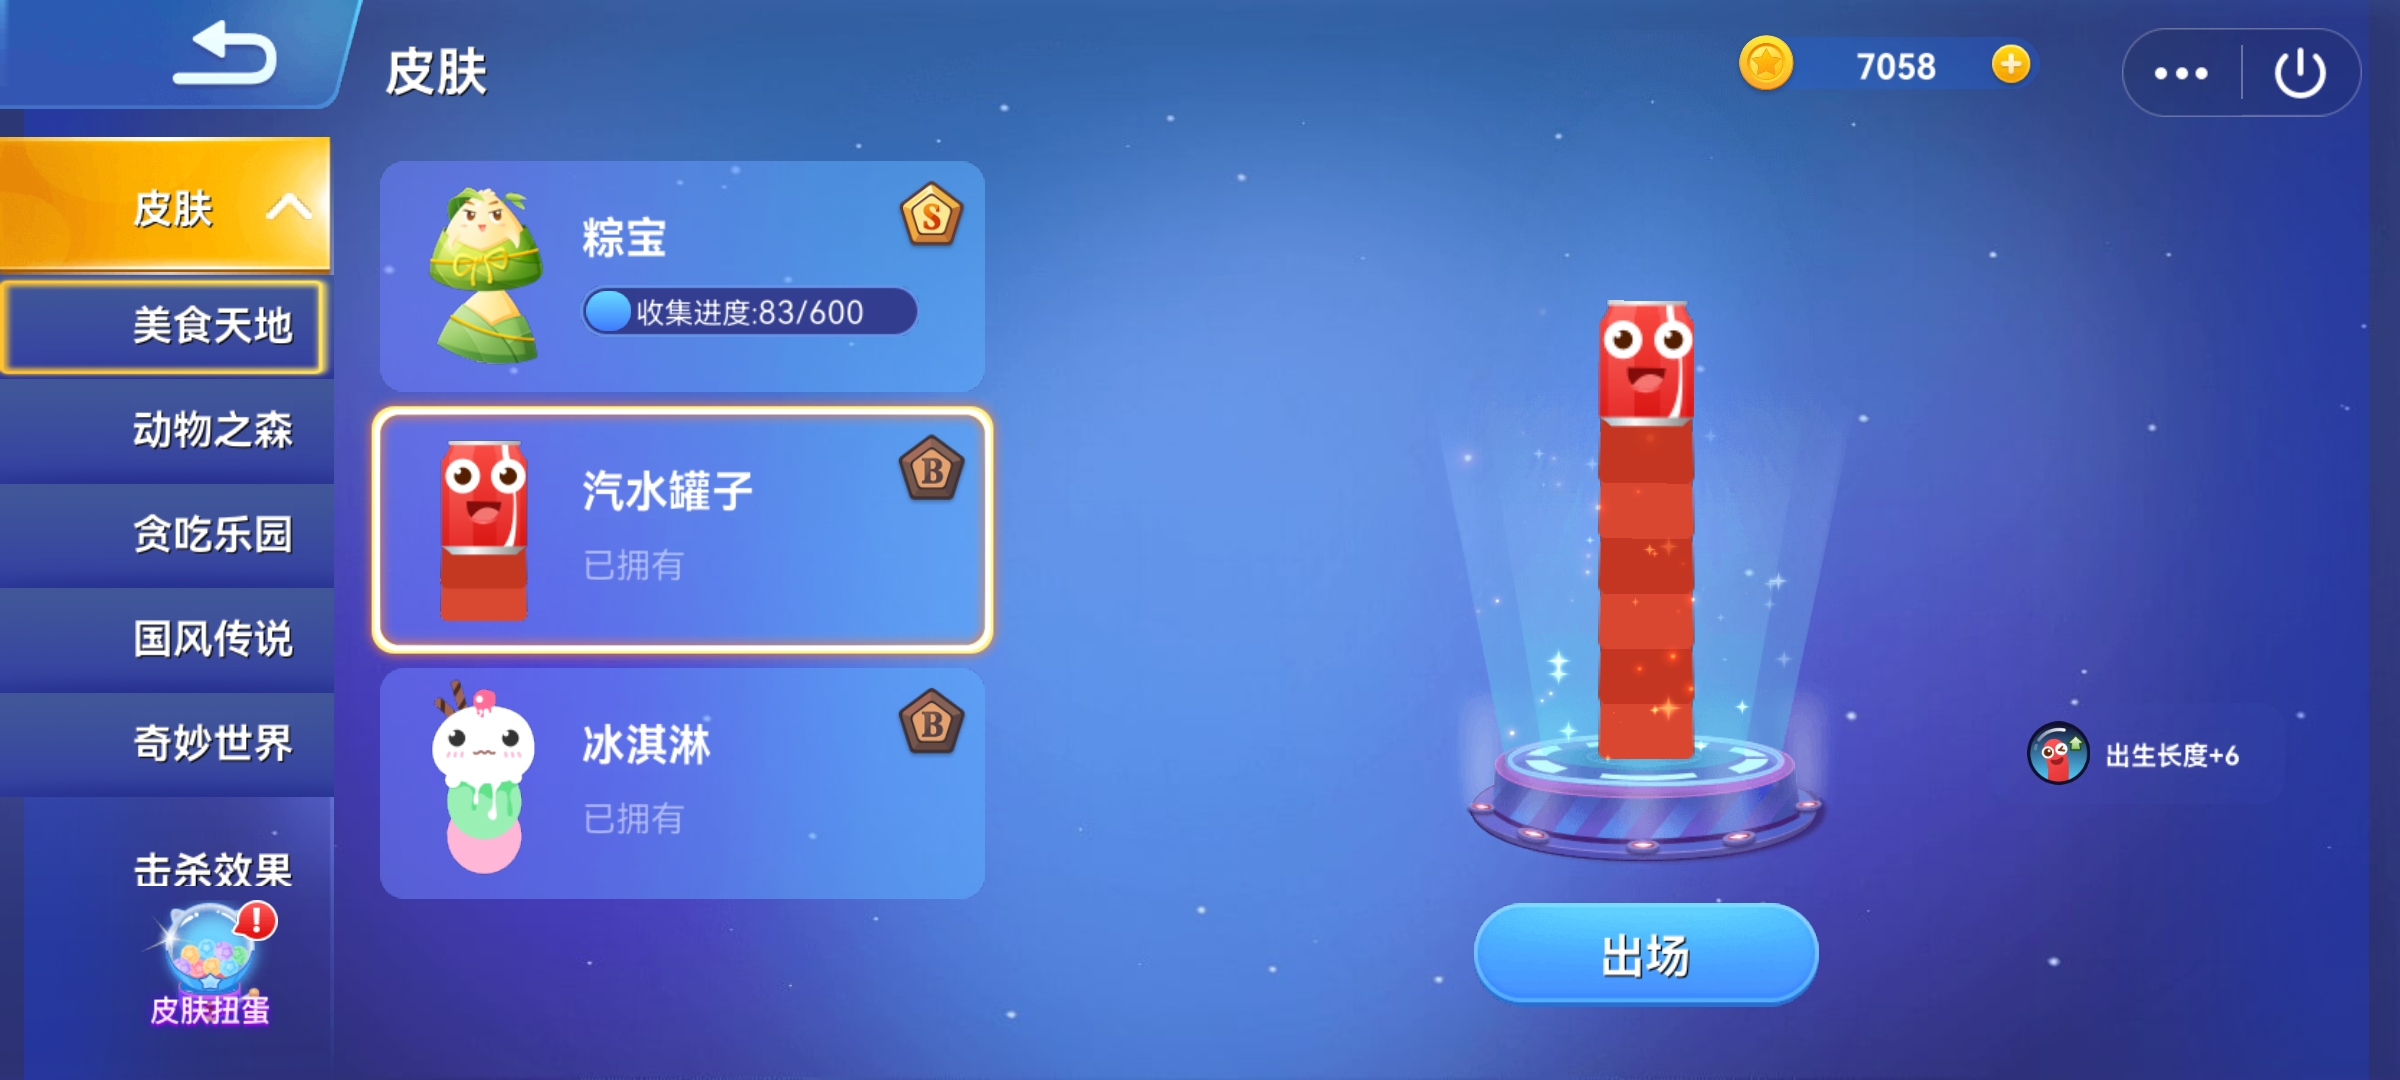 皮肤
7058
皮肤
美食天地
动物之森
贪吃乐园
国风传说
奇妙世界
击杀效果
!
皮肤扭蛋
粽宝
S
收集进度:83/600
汽水罐子
B
已拥有
冰淇淋
B
已拥有
出生长度+6
出场